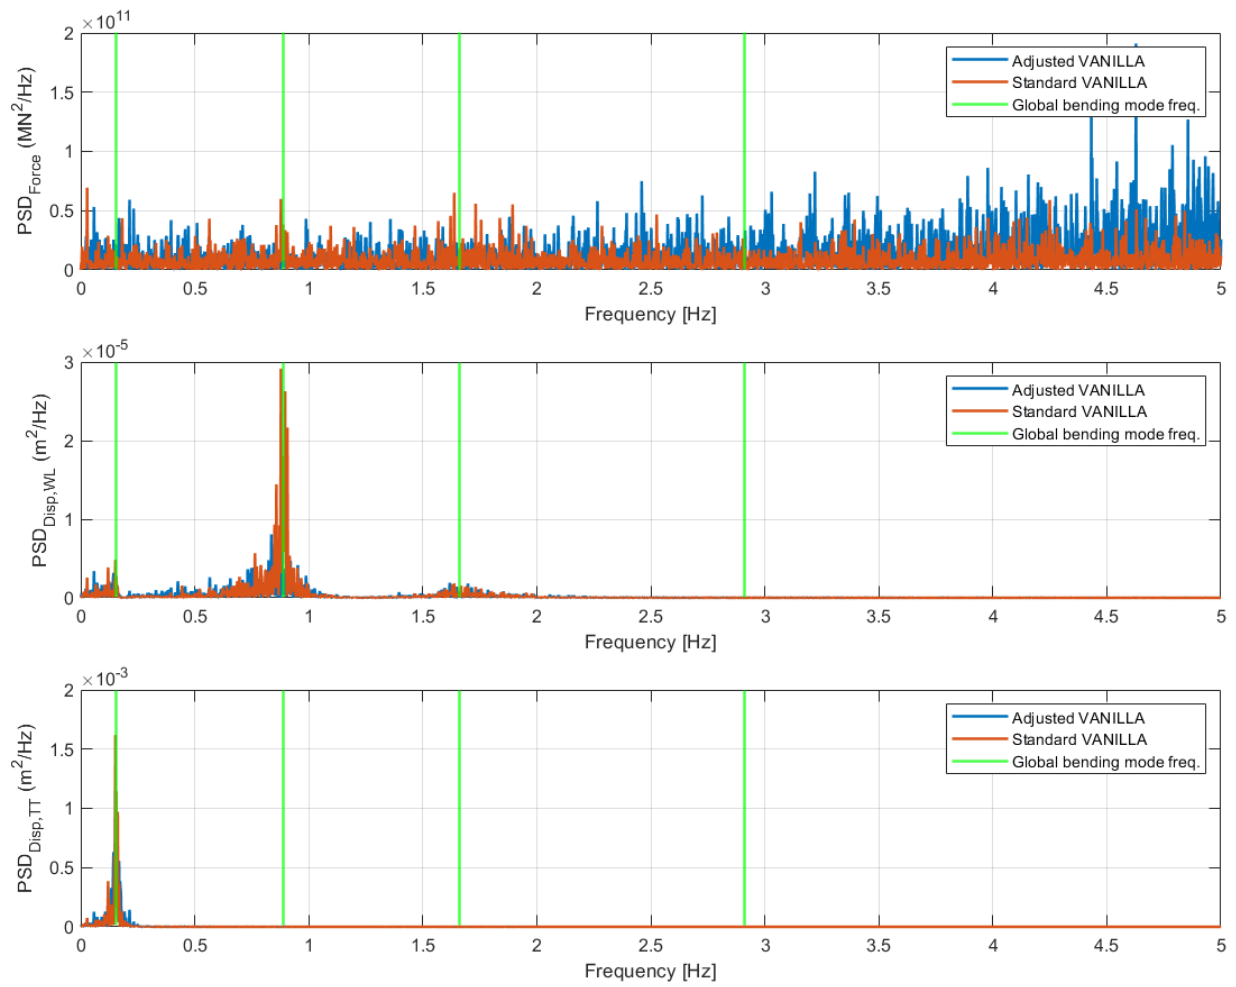 ×10^11
PSD_Force (MN^2/Hz)
2
1.5
1
0.5
0
Adjusted VANILLA
Standard VANILLA
Global bending mode freq.
0 0.5 1 1.5 2 2.5 3 3.5 4 4.5 5
Frequency [Hz]
×10^-5
PSD_Disp,WL (m^2/Hz)
3
2
1
0
Adjusted VANILLA
Standard VANILLA
Global bending mode freq.
0 0.5 1 1.5 2 2.5 3 3.5 4 4.5 5
Frequency [Hz]
×10^-3
PSD_Disp,TT (m^2/Hz)
2
1.5
1
0.5
0
Adjusted VANILLA
Standard VANILLA
Global bending mode freq.
0 0.5 1 1.5 2 2.5 3 3.5 4 4.5 5
Frequency [Hz]